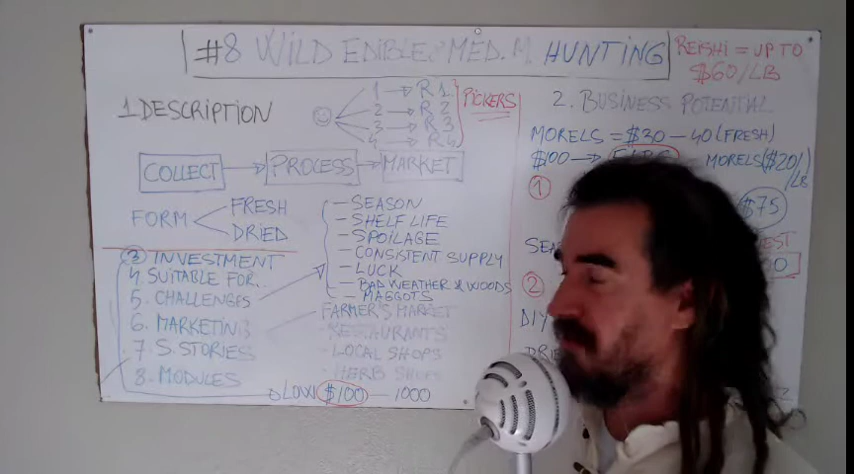 #8 WILD EDIBLE & MED. M. HUNTING
REISHI = UP TO
$60/LB
1. DESCRIPTION
1 → R 1
2 → R 2
3 → R 3
4 → R 4
PICKERS
COLLECT → PROCESS → MARKET
FORM
FRESH
DRIED
- SEASON
- SHELF LIFE
- SPOILAGE
- CONSISTENT SUPPLY
- LUCK
- BAD WEATHER & WOODS
- MAGGOTS
3 INVESTMENT
4. SUITABLE FOR..
5. CHALLENGES
6. MARKETING
7. S. STORIES
8. MODULES
FARMER'S MARKET
- RESTAURANTS
- LOCAL SHOPS
- HERB SHOPS
LOW $100 - 1000
2. BUSINESS POTENTIAL
MORELS = $30 - 40 (FRESH)
$100 → MORELS ($20/
/LB
1
$75
2
DIY